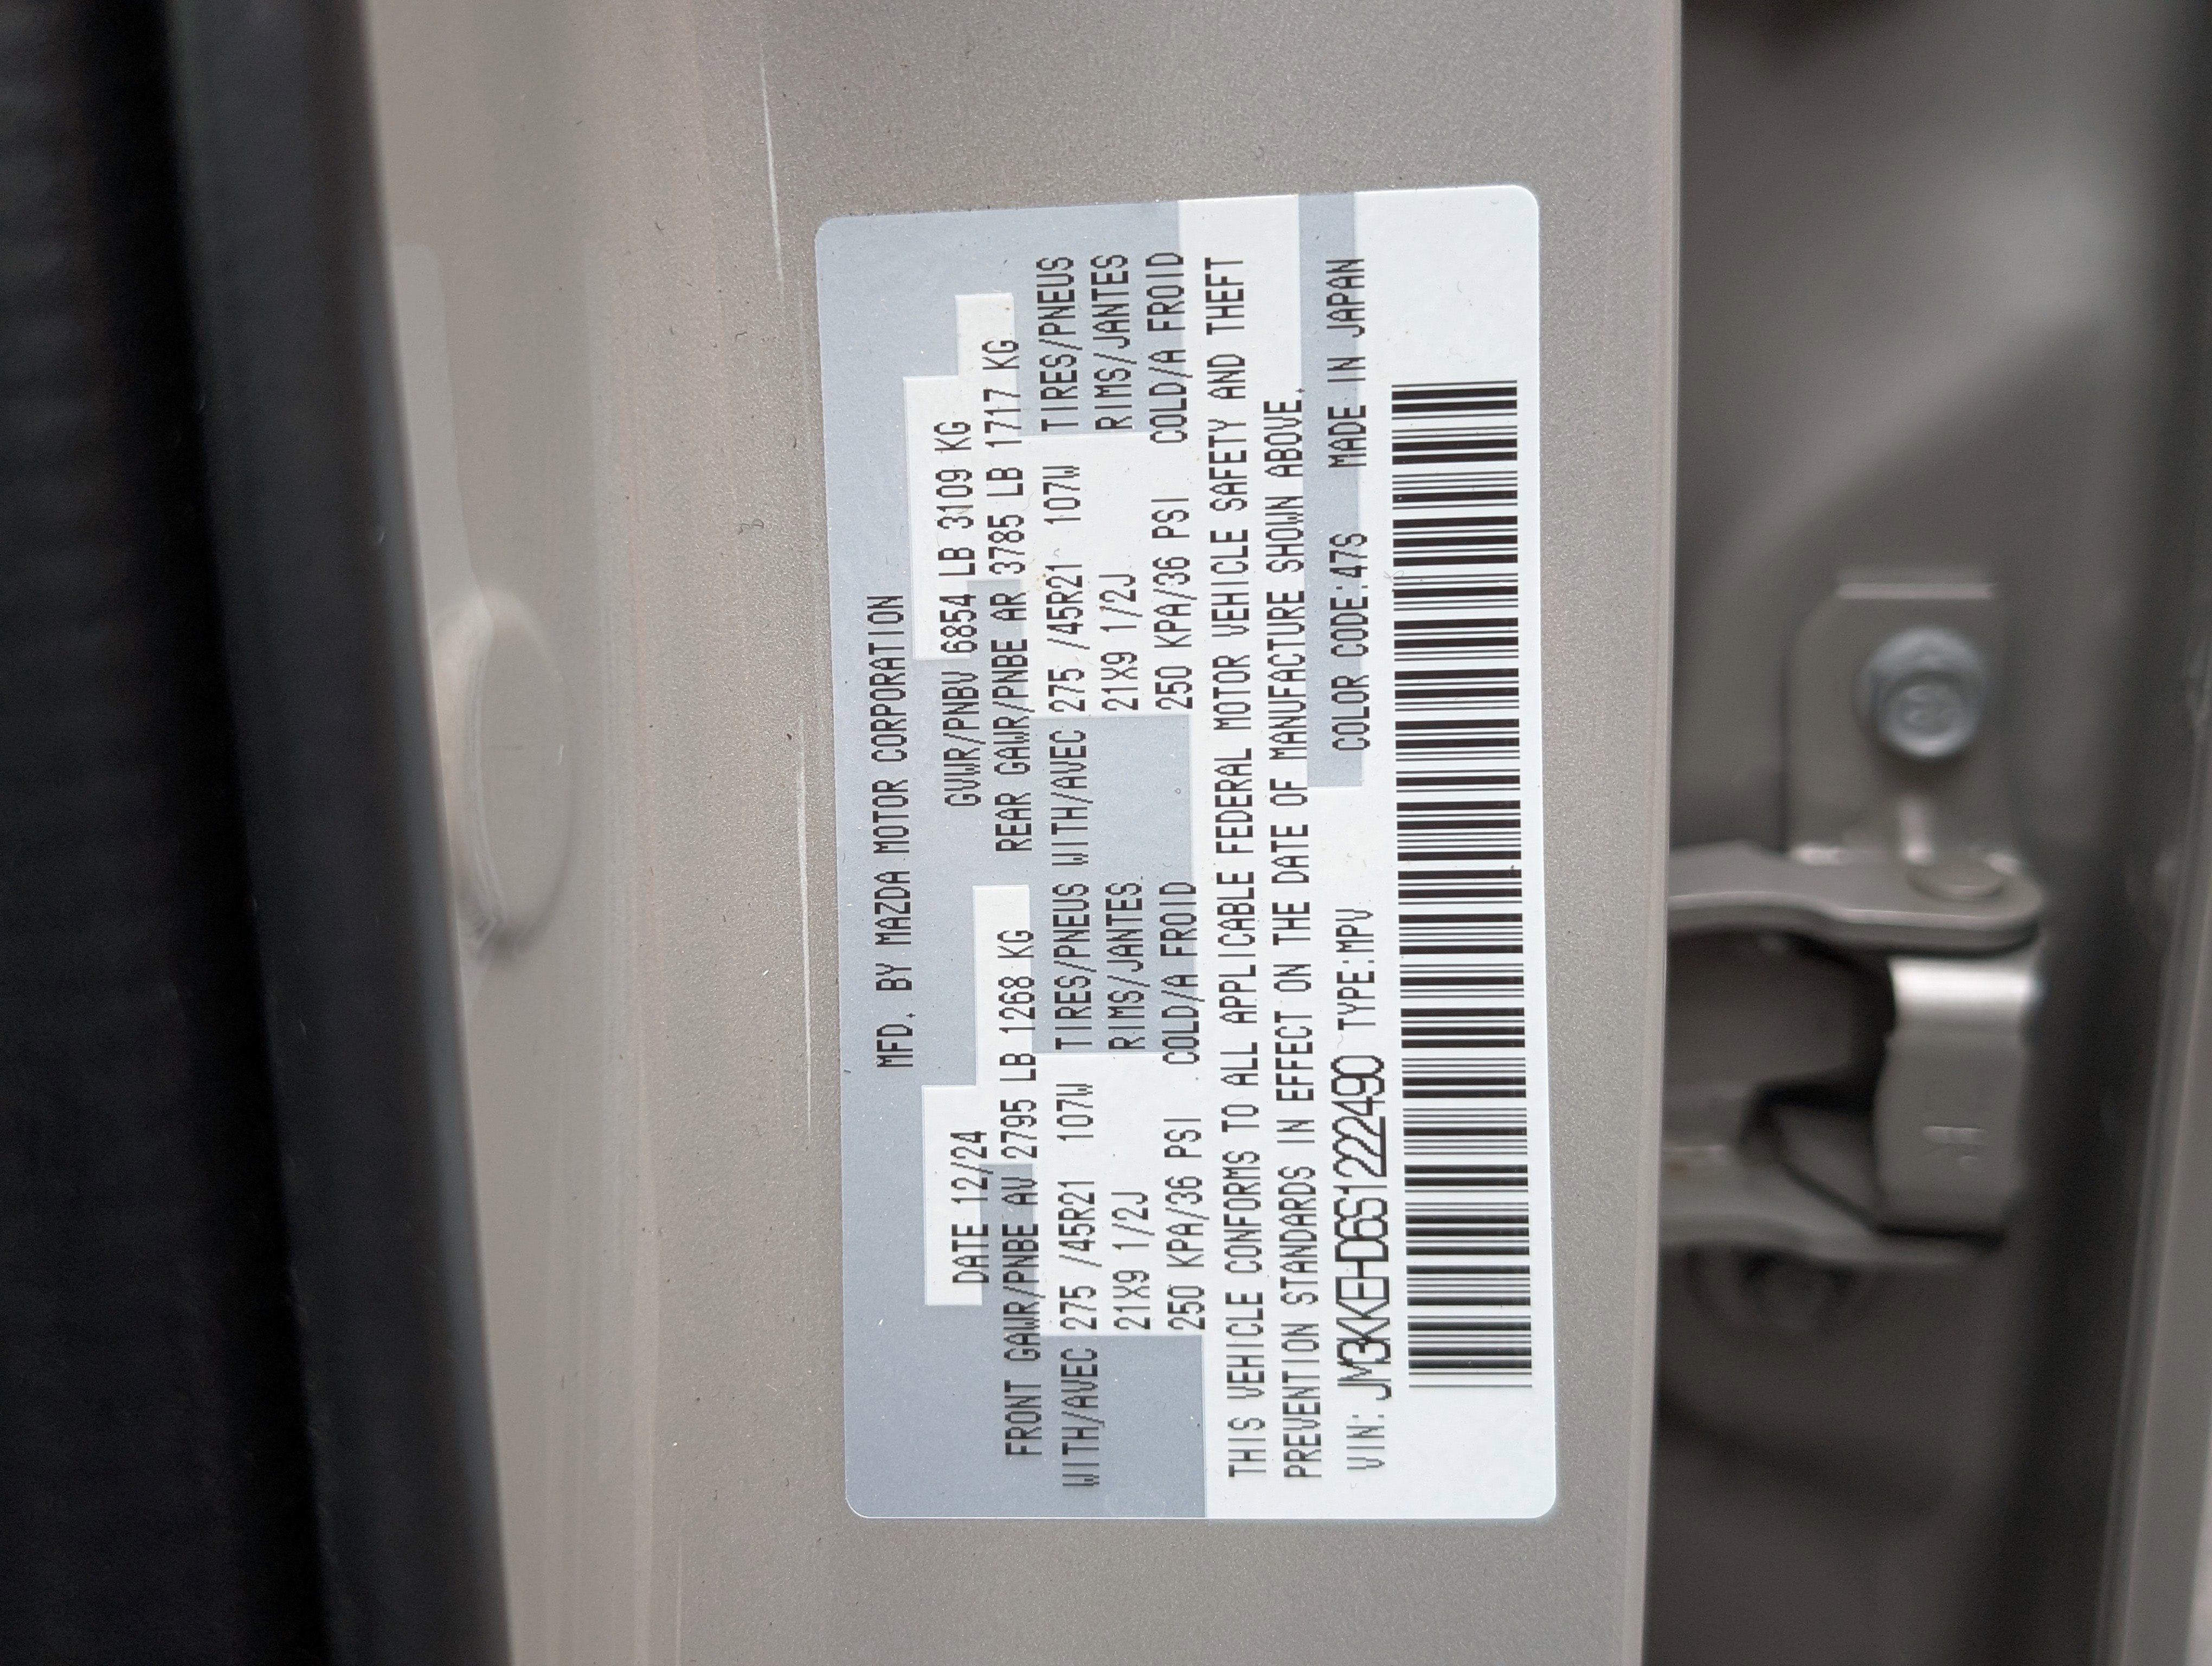 MFD. BY MAZDA MOTOR CORPORATION
DATE 12/24 GVWR/PNBV 6854 LB 3109 KG
FRONT GAWR/PNBE AV 2795 LB 1268 KG REAR GAWR/PNBE AR 3785 LB 1717 KG
WITH/AVEC 275 /45R21 107W TIRES/PNEUS WITH/AVEC 275 /45R21 107W TIRES/PNEUS
21X9 1/2J RIMS/JANTES 21X9 1/2J RIMS/JANTES
250 KPA/36 PSI COLD/A FROID 250 KPA/36 PSI COLD/A FROID
THIS VEHICLE CONFORMS TO ALL APPLICABLE FEDERAL MOTOR VEHICLE SAFETY AND THEFT
PREVENTION STANDARDS IN EFFECT ON THE DATE OF MANUFACTURE SHOWN ABOVE.
VIN: JM3KKEHD6S1222490 TYPE:MPV COLOR CODE:47S MADE IN JAPAN